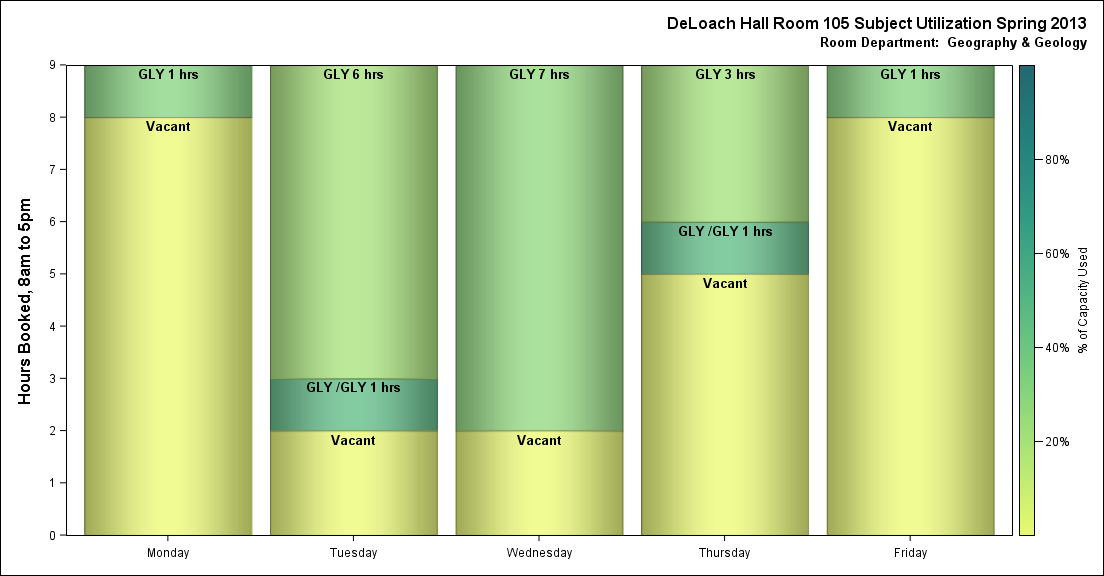 DeLoach Hall Room 105 Subject Utilization Spring 2013
Room Department: Geography & Geology
Hours Booked, 8am to 5pm
9
8
7
6
5
4
3
2
1
0
GLY 1 hrs
Vacant
GLY 6 hrs
GLY /GLY 1 hrs
Vacant
GLY 7 hrs
Vacant
GLY 3 hrs
GLY /GLY 1 hrs
Vacant
GLY 1 hrs
Vacant
Monday
Tuesday
Wednesday
Thursday
Friday
80%
60%
40%
20%
% of Capacity Used